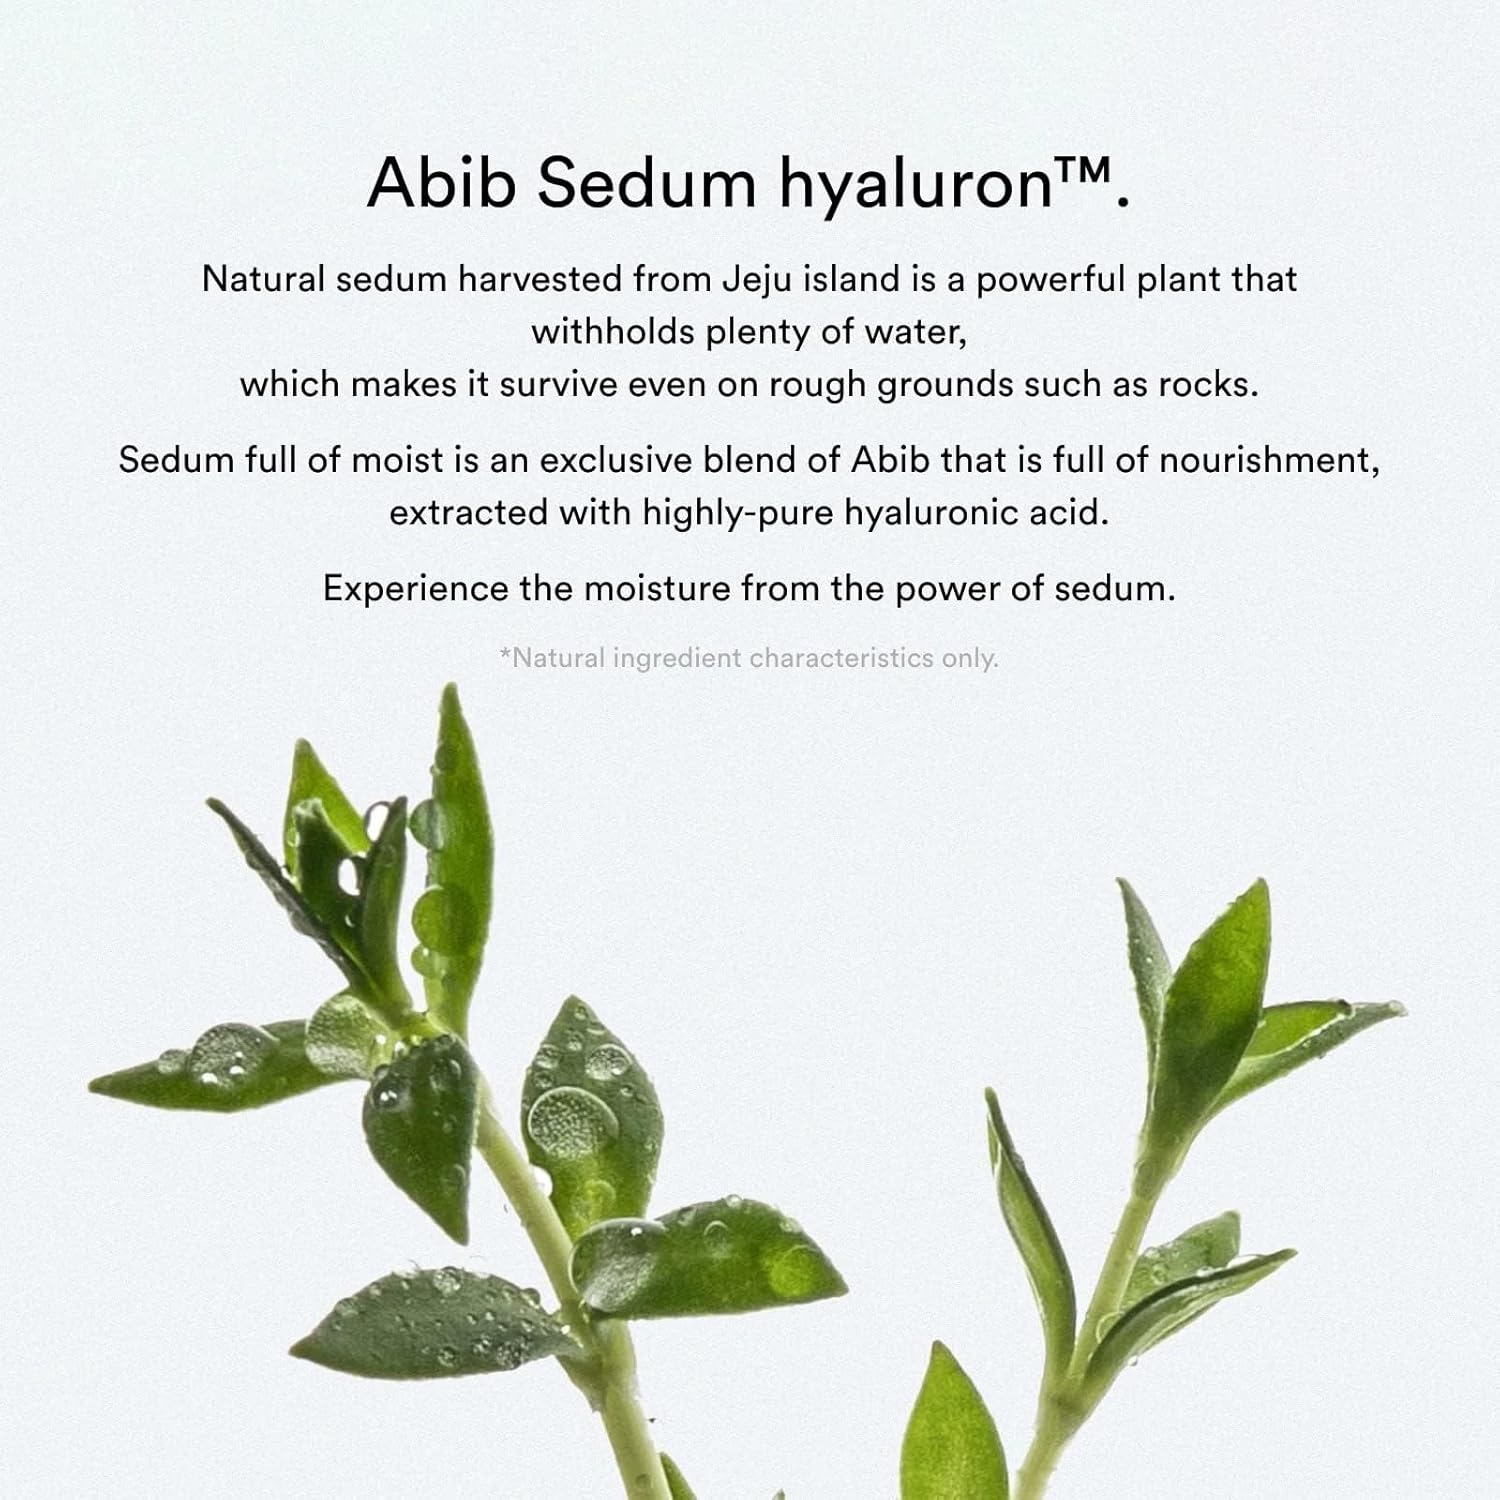 Abib Sedum hyaluron™.
Natural sedum harvested from Jeju island is a powerful plant that
withholds plenty of water,
which makes it survive even on rough grounds such as rocks.
Sedum full of moist is an exclusive blend of Abib that is full of nourishment,
extracted with highly-pure hyaluronic acid.
Experience the moisture from the power of sedum.
*Natural ingredient characteristics only.